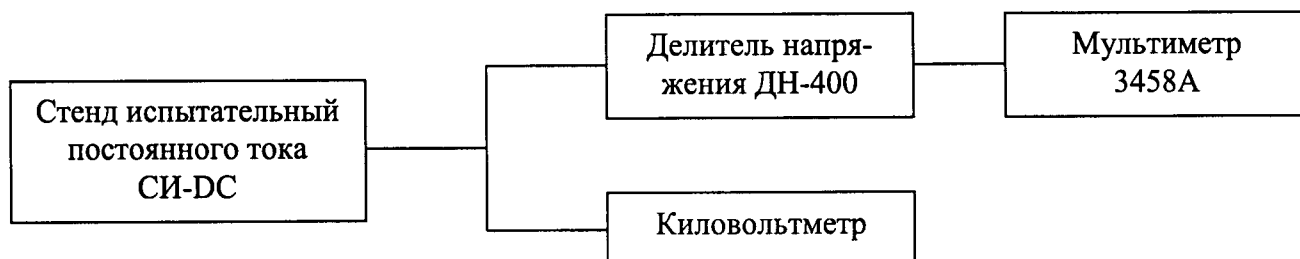 Стенд испытательный
постоянного тока
СИ-DC
Делитель напря-
жения ДН-400
Мультиметр
3458А
Киловольтметр